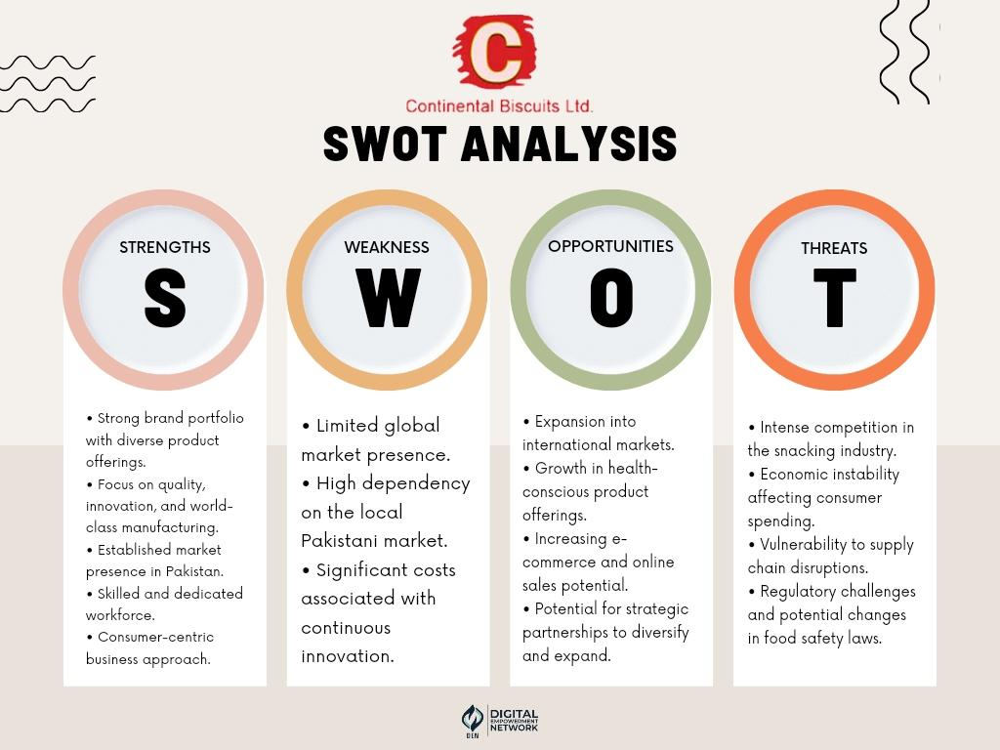 C
Continental Biscuits Ltd.
SWOT ANALYSIS
STRENGTHS
S
• Strong brand portfolio
with diverse product
offerings.
• Focus on quality,
innovation, and world-
class manufacturing.
• Established market
presence in Pakistan.
• Skilled and dedicated
workforce.
• Consumer-centric
business approach.
WEAKNESS
W
• Limited global
market presence.
• High dependency
on the local
Pakistani market.
• Significant costs
associated with
continuous
innovation.
OPPORTUNITIES
O
• Expansion into
international markets.
• Growth in health-
conscious product
offerings.
• Increasing e-
commerce and online
sales potential.
• Potential for strategic
partnerships to diversify
and expand.
THREATS
T
• Intense competition in
the snacking industry.
• Economic instability
affecting consumer
spending.
• Vulnerability to supply
chain disruptions.
• Regulatory challenges
and potential changes
in food safety laws.
DEN
DIGITAL
EMPOWERMENT
NETWORK